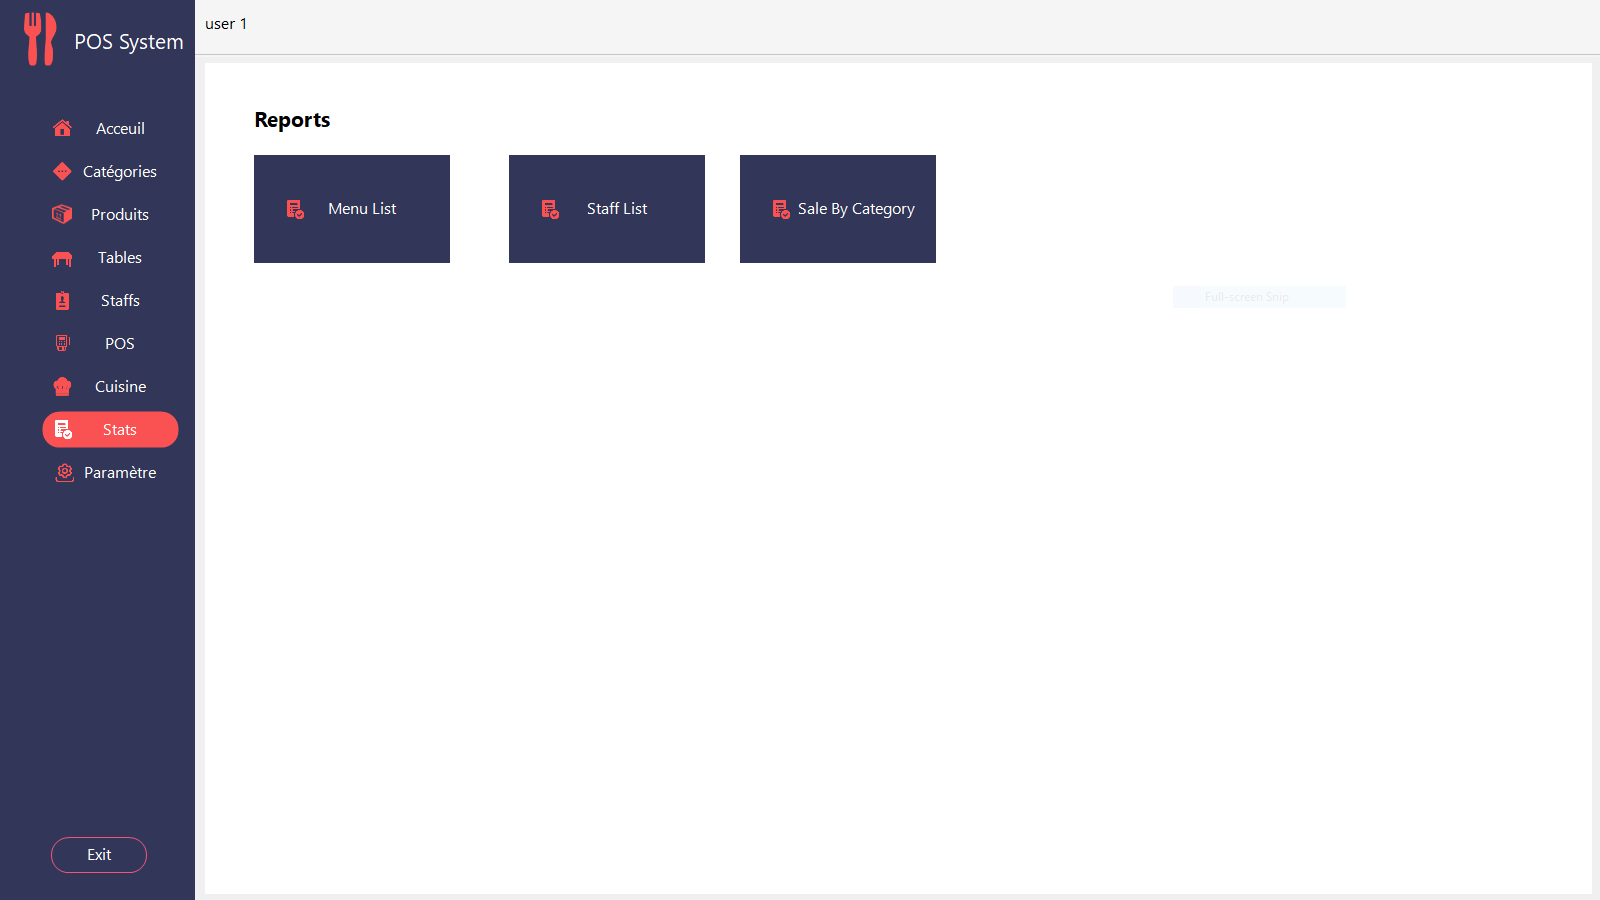 POS System
user 1
Acceuil
Catégories
Produits
Tables
Staffs
POS
Cuisine
Stats
Paramètre
Exit
Reports
Menu List
Staff List
Sale By Category
Full-screen Snip